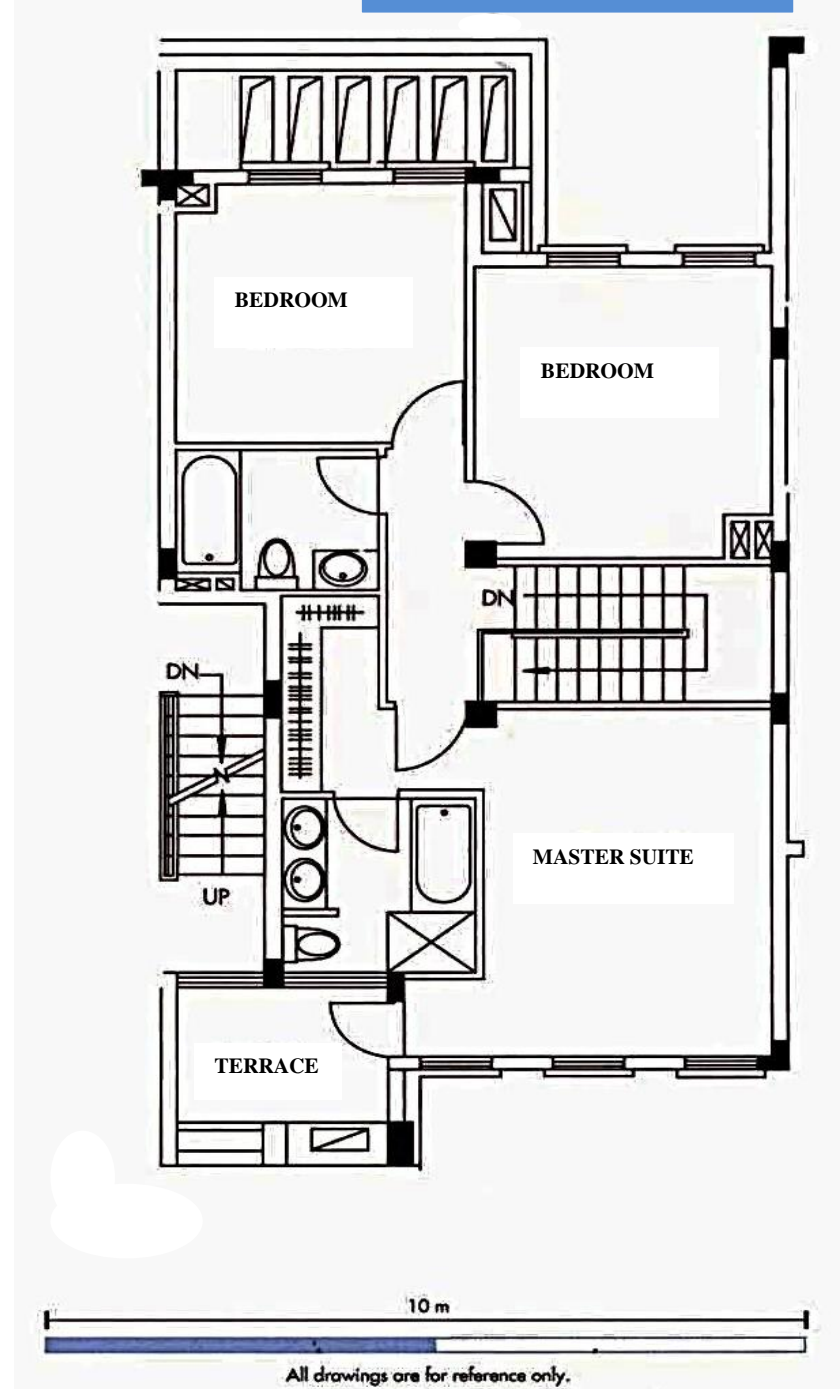 BEDROOM
BEDROOM
DN
DN
N
UP
MASTER SUITE
TERRACE
10 m
All drawings are for reference only.